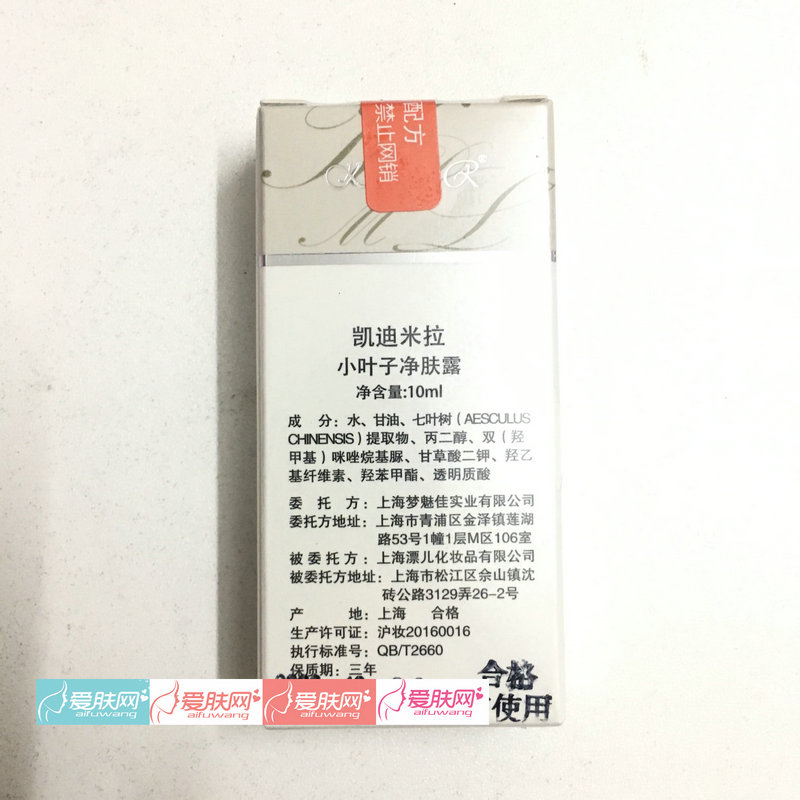 配方
禁止网销
R®
M L
凯迪米拉
小叶子净肤露
净含量:10ml
成 分：水、甘油、七叶树（AESCULUS
CHINENSIS）提取物、丙二醇、双（羟
甲基）咪唑烷基脲、甘草酸二钾、羟乙
基纤维素、羟苯甲酯、透明质酸
委 托 方：上海梦魅佳实业有限公司
委托方地址：上海市青浦区金泽镇莲湖
路53号1幢1层M区106室
被 委 托 方：上海漂儿化妆品有限公司
被委托方地址：上海市松江区佘山镇沈
砖公路3129弄26-2号
产 地：上海 合格
生产许可证：沪妆20160016
执行标准号：QB/T2660
保质期：三年
合格
使用
爱肤网 爱肤网 爱肤网 爱肤网
aifuwang aifuwang aifuwang aifuwang